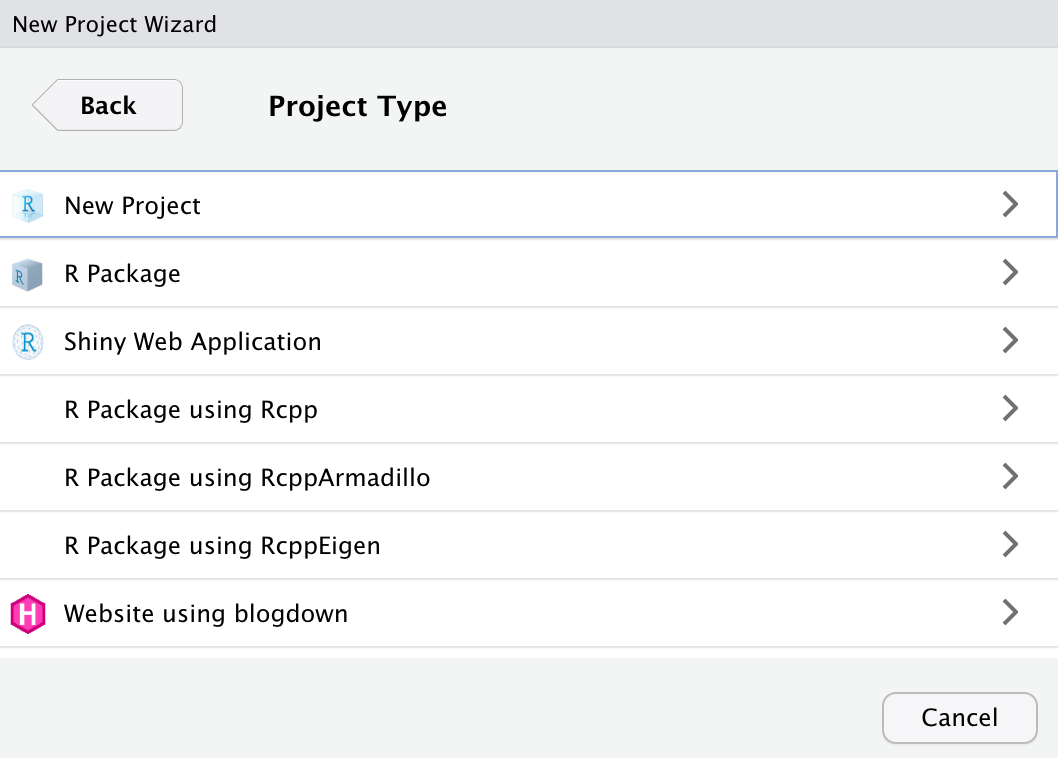 New Project Wizard
Back
Project Type
R New Project
R R Package
R Shiny Web Application
R Package using Rcpp
R Package using RcppArmadillo
R Package using RcppEigen
H Website using blogdown
Cancel